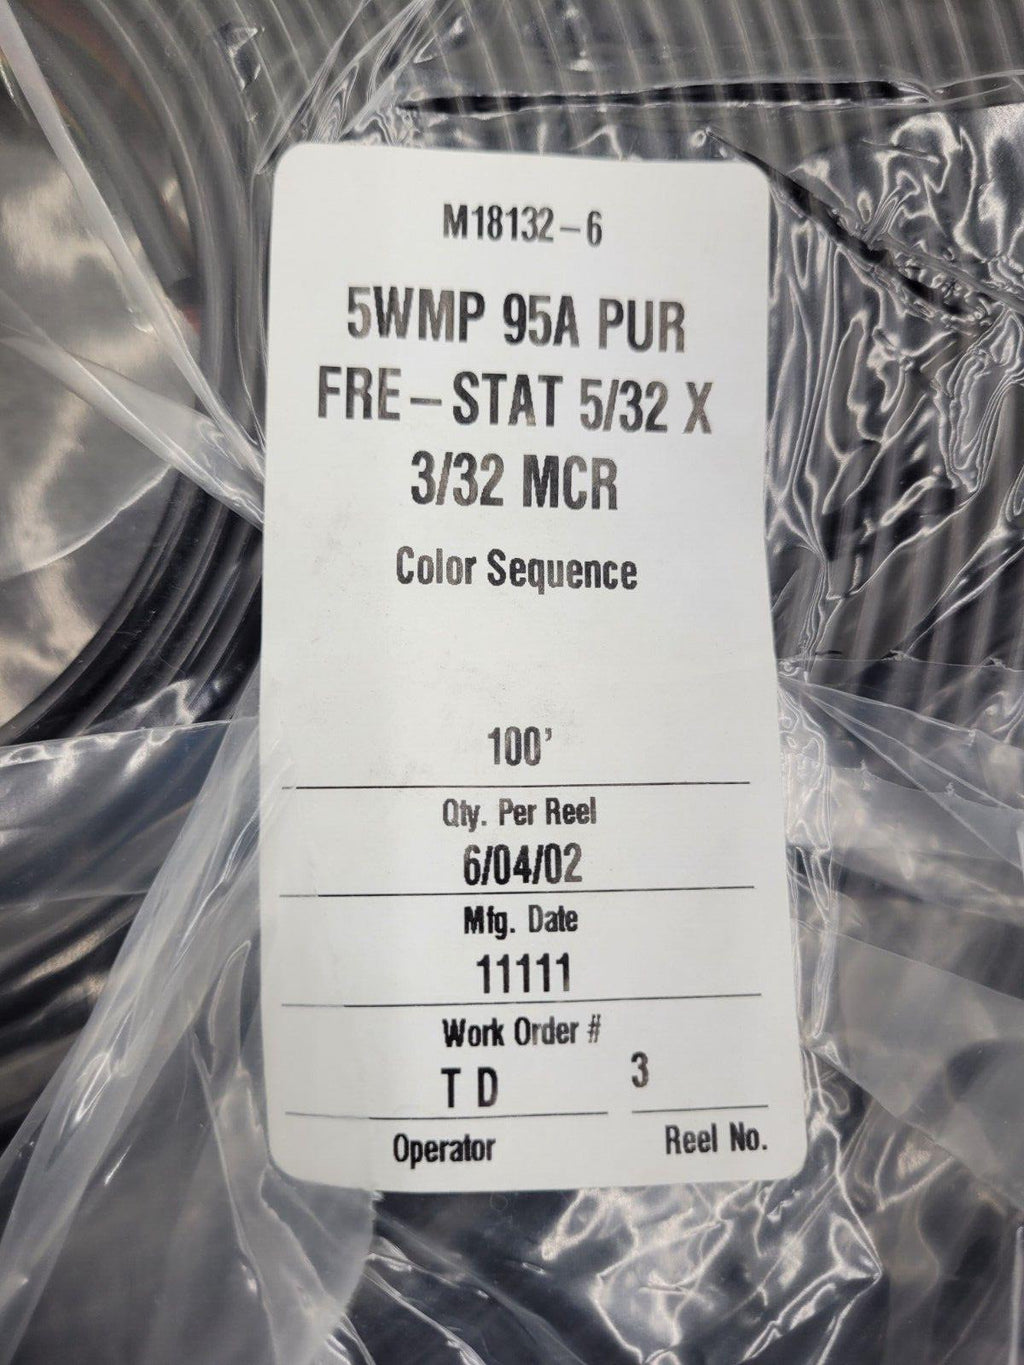 M18132-6
5WMP 95A PUR
FRE-STAT 5/32 X
3/32 MCR
Color Sequence
100'
Qty. Per Reel
6/04/02
Mfg. Date
11111
Work Order #
T D 3
Operator Reel No.